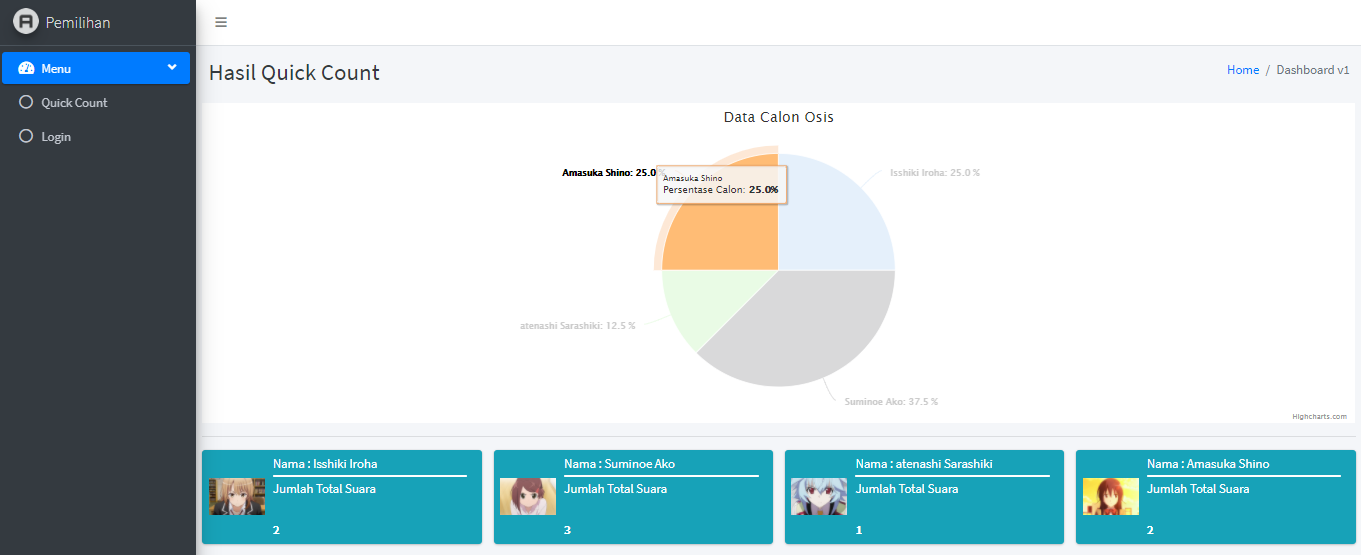 Pemilihan
Menu
Quick Count
Login
Hasil Quick Count
Home / Dashboard v1
Data Calon Osis
Amasuka Shino: 25.0 %
Isshiki Iroha: 25.0 %
Amasuka Shino
Persentase Calon: 25.0%
atenashi Sarashiki: 12.5 %
Suminoe Ako: 37.5 %
Highcharts.com
Nama : Isshiki Iroha
Jumlah Total Suara
2
Nama : Suminoe Ako
Jumlah Total Suara
3
Nama : atenashi Sarashiki
Jumlah Total Suara
1
Nama : Amasuka Shino
Jumlah Total Suara
2